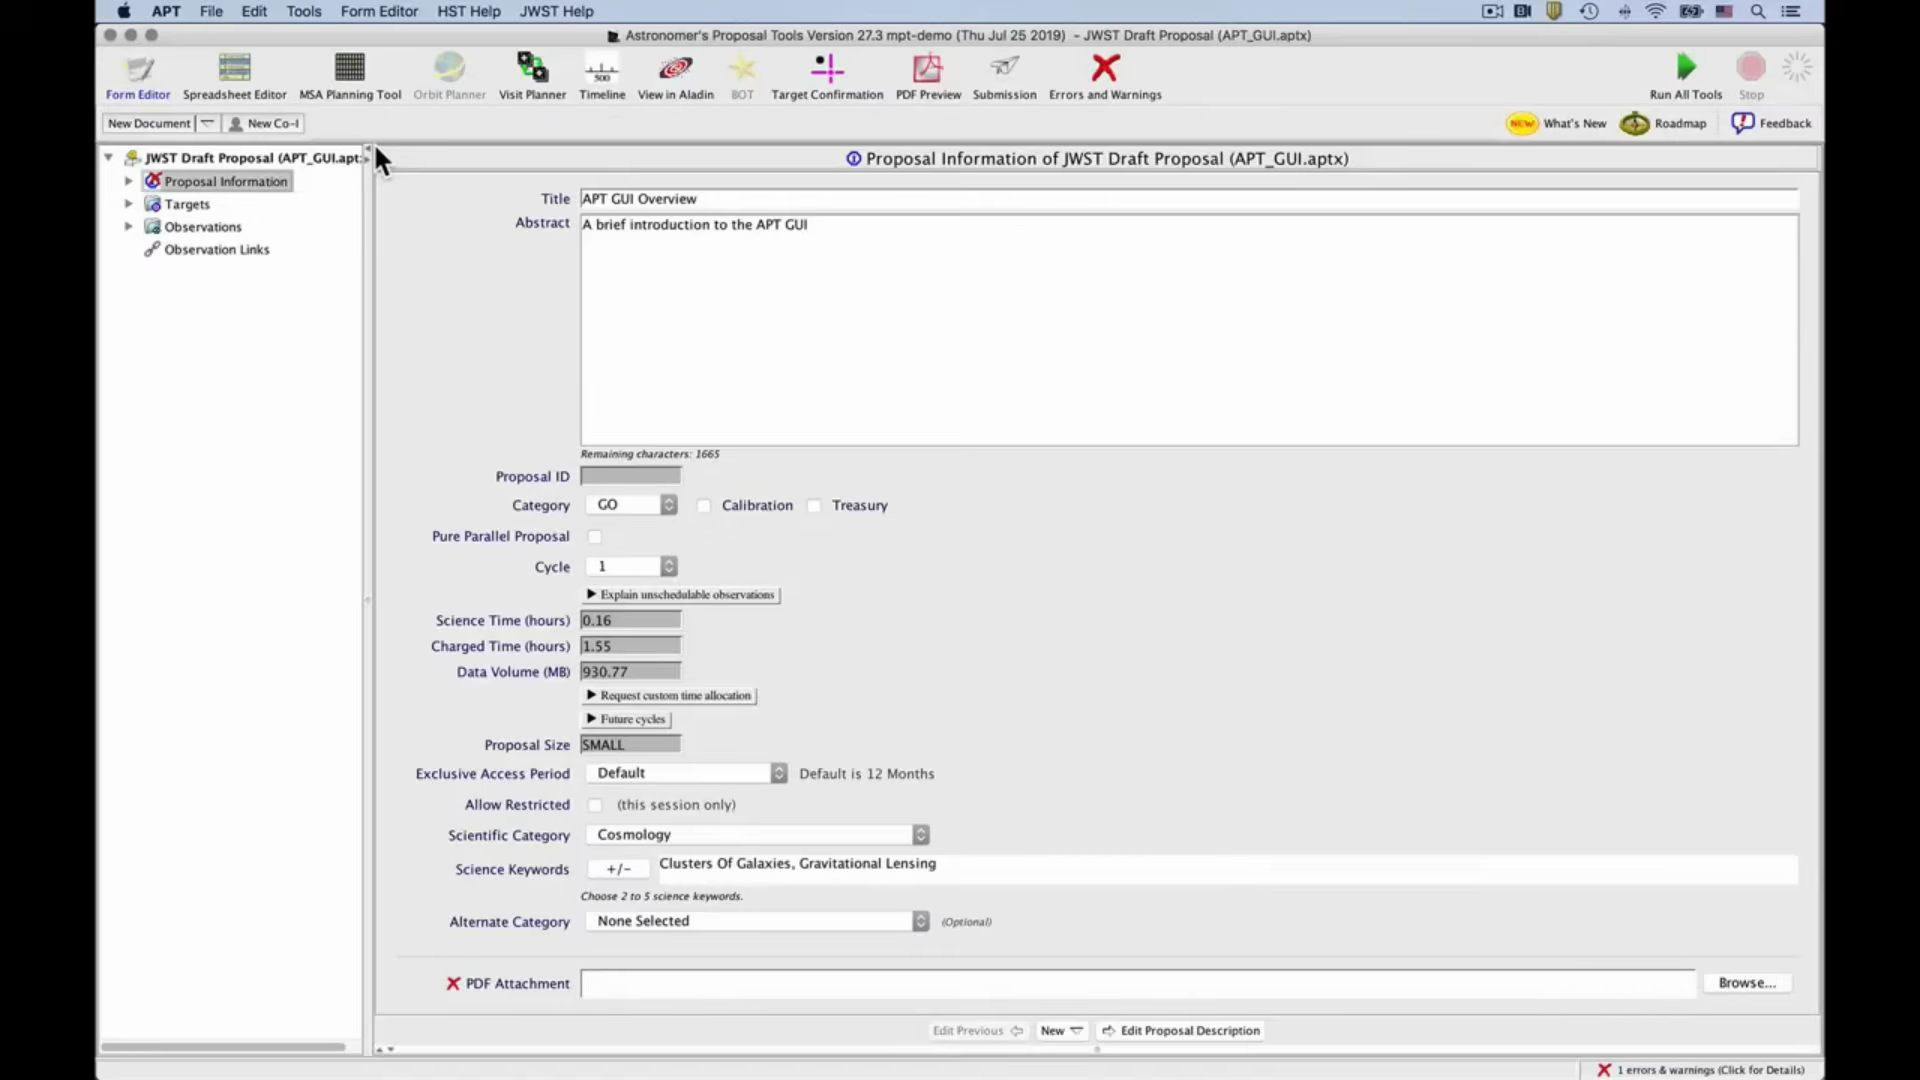 APT File Edit Tools Form Editor HST Help JWST Help
Astronomer's Proposal Tools Version 27.3 mpt-demo (Thu Jul 25 2019) - JWST Draft Proposal (APT_GUI.aptx)
500
Form Editor Spreadsheet Editor MSA Planning Tool Orbit Planner Visit Planner Timeline View in Aladin BOT Target Confirmation PDF Preview Submission Errors and Warnings Run All Tools Stop
New Document New Co-I NEW What's New Roadmap Feedback
JWST Draft Proposal (APT_GUI.apt
Proposal Information
Targets
Observations
Observation Links
Proposal Information of JWST Draft Proposal (APT_GUI.aptx)
Title APT GUI Overview
Abstract A brief introduction to the APT GUI
Remaining characters: 1665
Proposal ID
Category GO Calibration Treasury
Pure Parallel Proposal
Cycle 1
Explain unschedulable observations
Science Time (hours) 0.16
Charged Time (hours) 1.55
Data Volume (MB) 930.77
Request custom time allocation
Future cycles
Proposal Size SMALL
Exclusive Access Period Default Default is 12 Months
Allow Restricted (this session only)
Scientific Category Cosmology
Science Keywords +/- Clusters Of Galaxies, Gravitational Lensing
Choose 2 to 5 science keywords.
Alternate Category None Selected (Optional)
PDF Attachment Browse...
Edit Previous New Edit Proposal Description
1 errors & warnings (Click for Details)